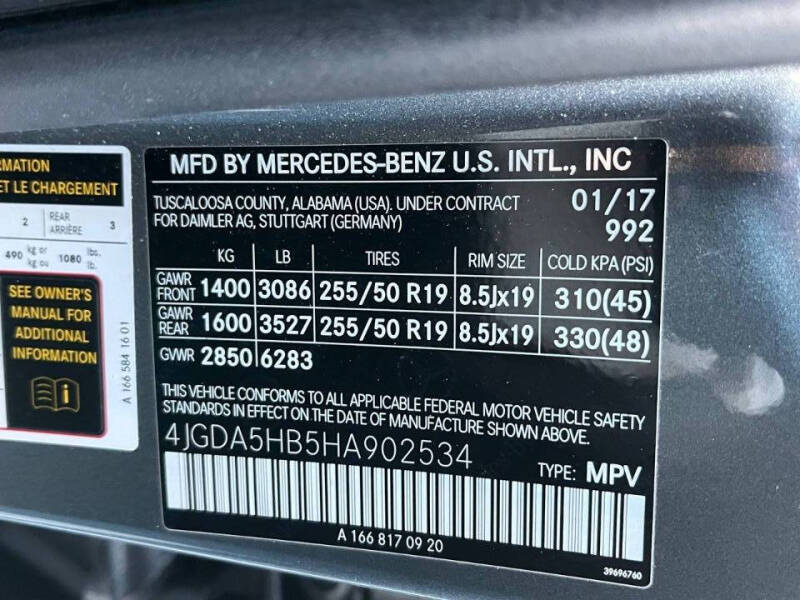 RMATION
ET LE CHARGEMENT
2 REAR ARRIÈRE 3
490 kg or kg ou 1080 lbs. lb.
SEE OWNER'S
MANUAL FOR
ADDITIONAL
INFORMATION
i
A 166 584 16 01
MFD BY MERCEDES-BENZ U.S. INTL., INC
TUSCALOOSA COUNTY, ALABAMA (USA). UNDER CONTRACT 01/17
FOR DAIMLER AG, STUTTGART (GERMANY) 992
KG LB TIRES RIM SIZE COLD KPA(PSI)
GAWR FRONT 1400 3086 255/50 R19 8.5Jx19 310(45)
GAWR REAR 1600 3527 255/50 R19 8.5Jx19 330(48)
GVWR 2850 6283
THIS VEHICLE CONFORMS TO ALL APPLICABLE FEDERAL MOTOR VEHICLE SAFETY
STANDARDS IN EFFECT ON THE DATE OF MANUFACTURE SHOWN ABOVE.
4JGDA5HB5HA902534
TYPE: MPV
A 166 817 09 20
39696760